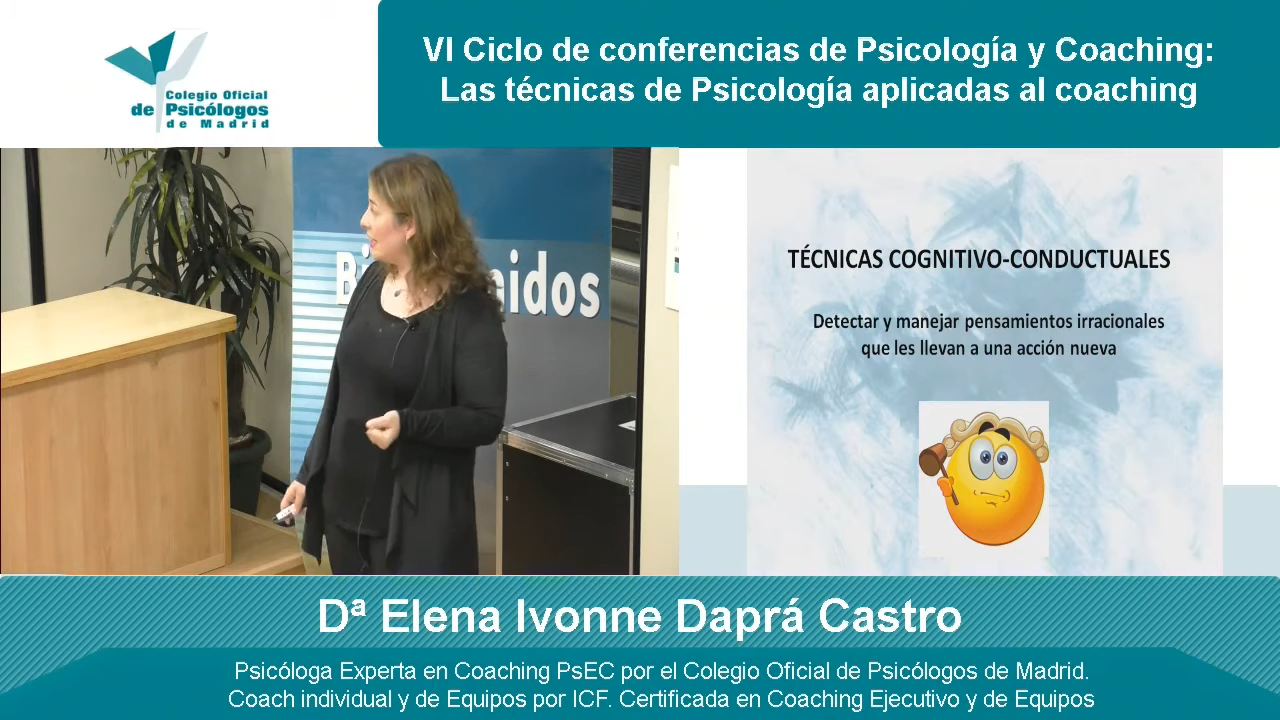 Colegio Oficial
de Psicólogos
de Madrid
VI Ciclo de conferencias de Psicología y Coaching:
Las técnicas de Psicología aplicadas al coaching
TÉCNICAS COGNITIVO-CONDUCTUALES
Detectar y manejar pensamientos irracionales
que les llevan a una acción nueva
Dª Elena Ivonne Daprá Castro
Psicóloga Experta en Coaching PsEC por el Colegio Oficial de Psicólogos de Madrid.
Coach individual y de Equipos por ICF. Certificada en Coaching Ejecutivo y de Equipos